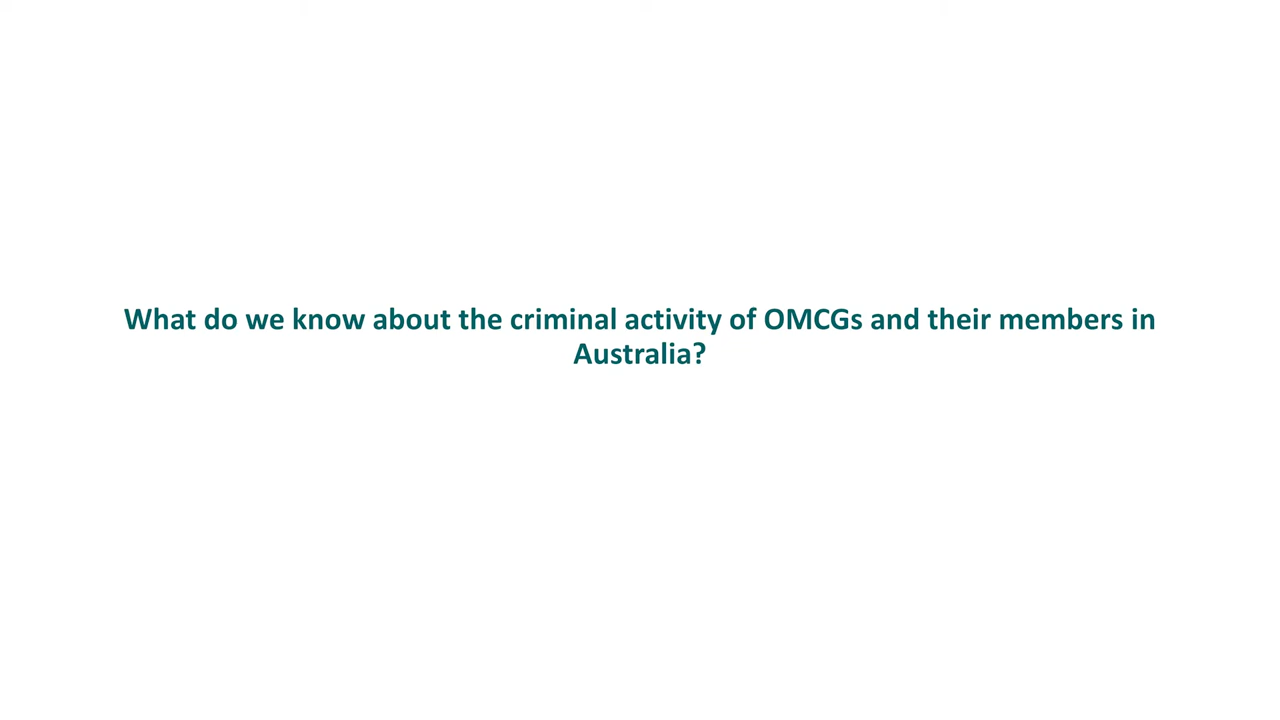 What do we know about the criminal activity of OMCGs and their members in
Australia?